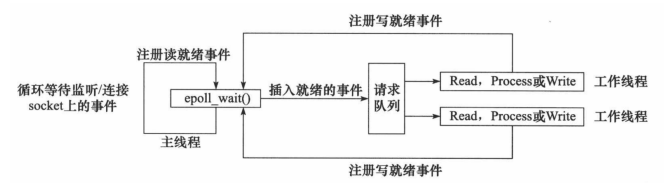 注册写就绪事件
注册读就绪事件
循环等待监听/连接
socket上的事件
epoll_wait()
插入就绪的事件
请求
队列
Read，Process或Write
工作线程
Read，Process或Write
工作线程
主线程
注册写就绪事件